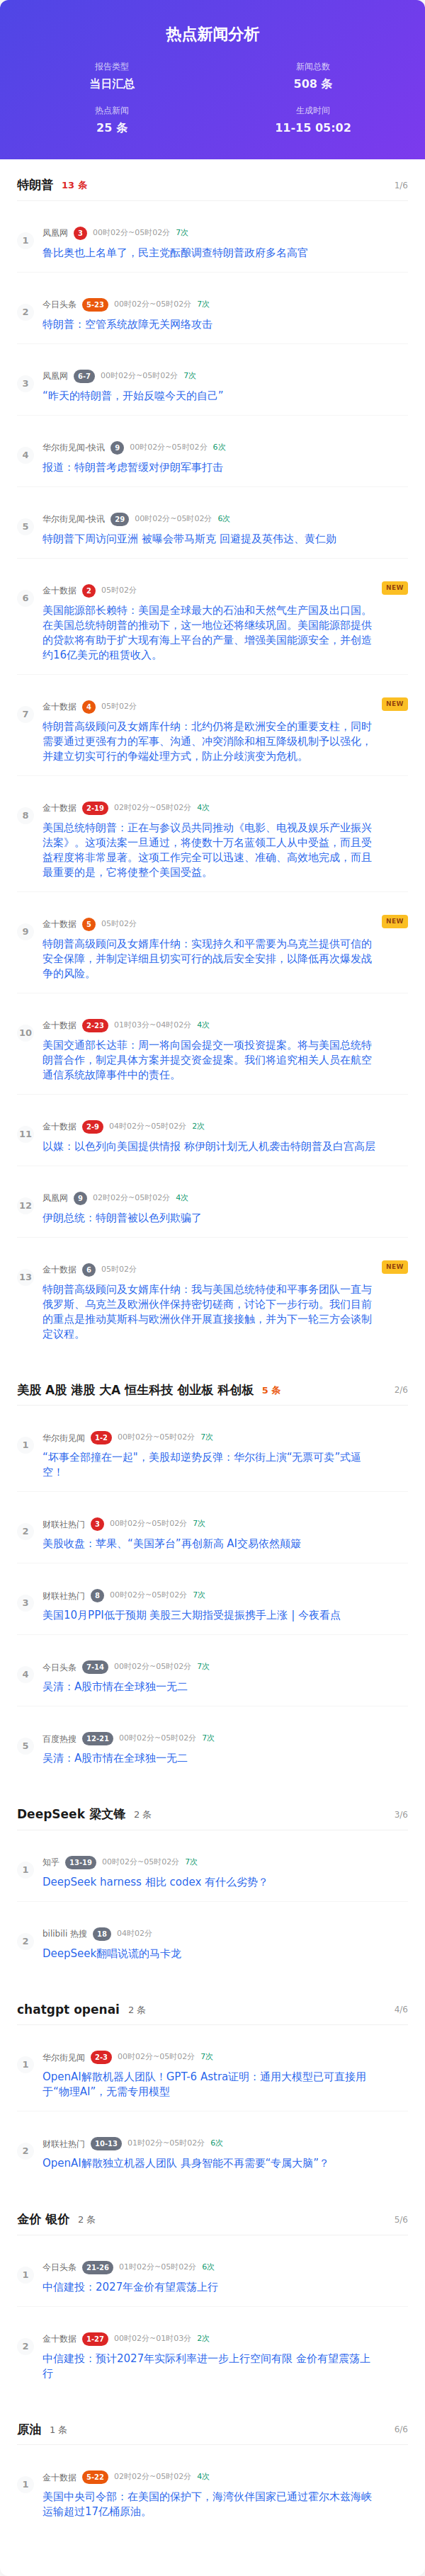 热点新闻分析
报告类型
新闻总数
当日汇总
508 条
热点新闻
生成时间
25 条
11-15 05:02
特朗普 13 条 1/6
1
凤凰网 3 00时02分~05时02分 7次
鲁比奥也上名单了，民主党酝酿调查特朗普政府多名高官
2
今日头条 5-23 00时02分~05时02分 7次
特朗普：空管系统故障无关网络攻击
3
凤凰网 6-7 00时02分~05时02分 7次
“昨天的特朗普，开始反噬今天的自己”
4
华尔街见闻-快讯 9 00时02分~05时02分 6次
报道：特朗普考虑暂缓对伊朗军事打击
5
华尔街见闻-快讯 29 00时02分~05时02分 6次
特朗普下周访问亚洲 被曝会带马斯克 回避提及英伟达、黄仁勋
6
金十数据 2 05时02分 NEW
美国能源部长赖特：美国是全球最大的石油和天然气生产国及出口国。
在美国总统特朗普的推动下，这一地位还将继续巩固。美国能源部提供
的贷款将有助于扩大现有海上平台的产量、增强美国能源安全，并创造
约16亿美元的租赁收入。
7
金十数据 4 05时02分 NEW
特朗普高级顾问及女婿库什纳：北约仍将是欧洲安全的重要支柱，同时
需要通过更强有力的军事、沟通、冲突消除和相互降级机制予以强化，
并建立切实可行的争端处理方式，防止分歧演变为危机。
8
金十数据 2-19 02时02分~05时02分 4次
美国总统特朗普：正在与参议员共同推动《电影、电视及娱乐产业振兴
法案》。这项法案一旦通过，将使数十万名蓝领工人从中受益，而且受
益程度将非常显著。这项工作完全可以迅速、准确、高效地完成，而且
最重要的是，它将使整个美国受益。
9
金十数据 5 05时02分 NEW
特朗普高级顾问及女婿库什纳：实现持久和平需要为乌克兰提供可信的
安全保障，并制定详细且切实可行的战后安全安排，以降低再次爆发战
争的风险。
10
金十数据 2-23 01时03分~04时02分 4次
美国交通部长达菲：周一将向国会提交一项投资提案。将与美国总统特
朗普合作，制定具体方案并提交资金提案。我们将追究相关人员在航空
通信系统故障事件中的责任。
11
金十数据 2-9 04时02分~05时02分 2次
以媒：以色列向美国提供情报 称伊朗计划无人机袭击特朗普及白宫高层
12
凤凰网 9 02时02分~05时02分 4次
伊朗总统：特朗普被以色列欺骗了
13
金十数据 6 05时02分 NEW
特朗普高级顾问及女婿库什纳：我与美国总统特使和平事务团队一直与
俄罗斯、乌克兰及欧洲伙伴保持密切磋商，讨论下一步行动。我们目前
的重点是推动莫斯科与欧洲伙伴开展直接接触，并为下一轮三方会谈制
定议程。
美股 A股 港股 大A 恒生科技 创业板 科创板 5 条 2/6
1
华尔街见闻 1-2 00时02分~05时02分 7次
“坏事全部撞在一起"，美股却逆势反弹：华尔街上演“无票可卖”式逼
空！
2
财联社热门 3 00时02分~05时02分 7次
美股收盘：苹果、“美国茅台”再创新高 AI交易依然颠簸
3
财联社热门 8 00时02分~05时02分 7次
美国10月PPI低于预期 美股三大期指受提振携手上涨 | 今夜看点
4
今日头条 7-14 00时02分~05时02分 7次
吴清：A股市情在全球独一无二
5
百度热搜 12-21 00时02分~05时02分 7次
吴清：A股市情在全球独一无二
DeepSeek 梁文锋 2 条 3/6
1
知乎 13-19 00时02分~05时02分 7次
DeepSeek harness 相比 codex 有什么劣势？
2
bilibili 热搜 18 04时02分
DeepSeek翻唱说谎的马卡龙
chatgpt openai 2 条 4/6
1
华尔街见闻 2-3 00时02分~05时02分 7次
OpenAI解散机器人团队！GPT-6 Astra证明：通用大模型已可直接用
于“物理AI”，无需专用模型
2
财联社热门 10-13 01时02分~05时02分 6次
OpenAI解散独立机器人团队 具身智能不再需要“专属大脑”？
金价 银价 2 条 5/6
1
今日头条 21-26 01时02分~05时02分 6次
中信建投：2027年金价有望震荡上行
2
金十数据 1-27 00时02分~01时03分 2次
中信建投：预计2027年实际利率进一步上行空间有限 金价有望震荡上
行
原油 1 条 6/6
1
金十数据 5-22 02时02分~05时02分 4次
美国中央司令部：在美国的保护下，海湾伙伴国家已通过霍尔木兹海峡
运输超过17亿桶原油。